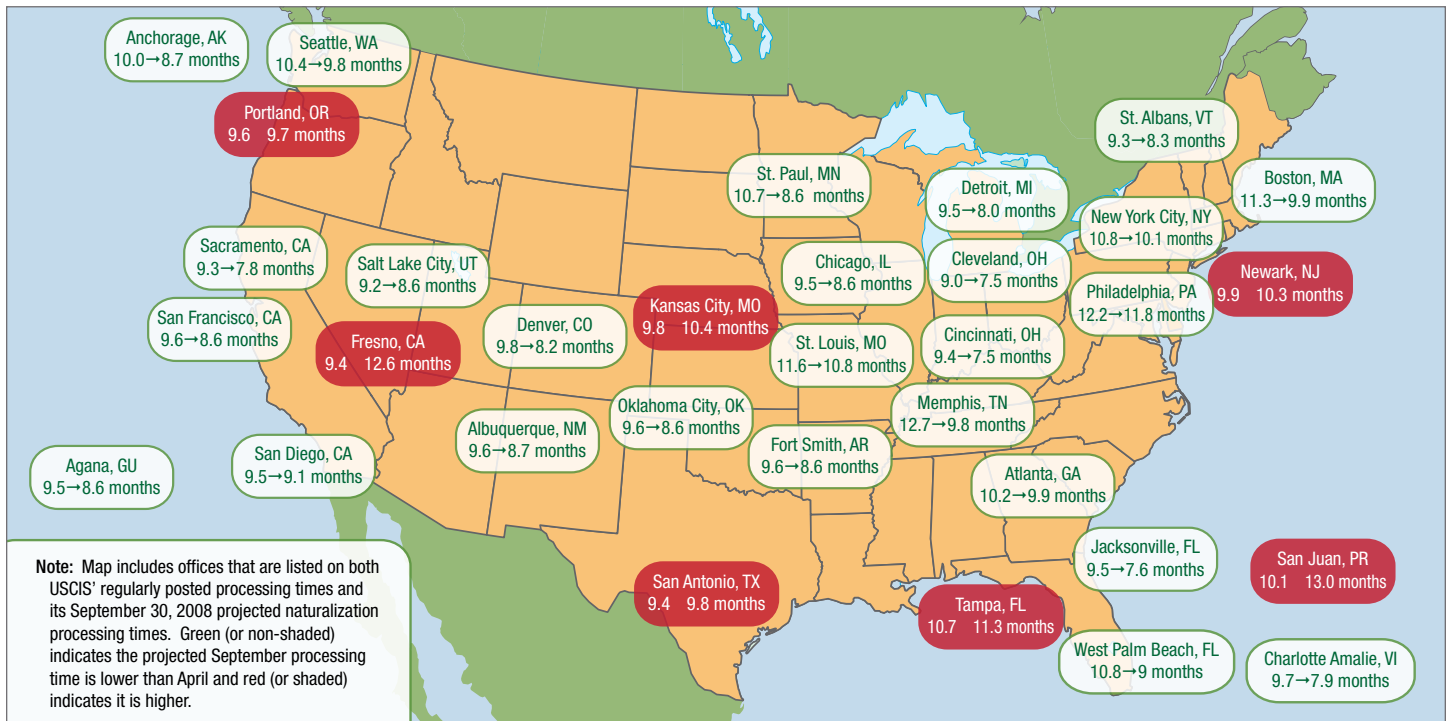 Anchorage, AK
10.0→8.7 months
Seattle, WA
10.4→9.8 months
Portland, OR
9.6 9.7 months
St. Albans, VT
9.3→8.3 months
St. Paul, MN
10.7→8.6 months
Detroit, MI
9.5→8.0 months
Boston, MA
11.3→9.9 months
New York City, NY
10.8→10.1 months
Sacramento, CA
9.3→7.8 months
Salt Lake City, UT
9.2→8.6 months
Chicago, IL
9.5→8.6 months
Cleveland, OH
9.0→7.5 months
Newark, NJ
9.9 10.3 months
Philadelphia, PA
12.2→11.8 months
Kansas City, MO
9.8 10.4 months
San Francisco, CA
9.6→8.6 months
Fresno, CA
9.4 12.6 months
Denver, CO
9.8→8.2 months
St. Louis, MO
11.6→10.8 months
Cincinnati, OH
9.4→7.5 months
Oklahoma City, OK
9.6→8.6 months
Memphis, TN
12.7→9.8 months
Albuquerque, NM
9.6→8.7 months
Fort Smith, AR
9.6→8.6 months
Agana, GU
9.5→8.6 months
San Diego, CA
9.5→9.1 months
Atlanta, GA
10.2→9.9 months
Jacksonville, FL
9.5→7.6 months
San Juan, PR
10.1 13.0 months
San Antonio, TX
9.4 9.8 months
Tampa, FL
10.7 11.3 months
West Palm Beach, FL
10.8→9 months
Charlotte Amalie, VI
9.7→7.9 months
Note: Map includes offices that are listed on both
USCIS' regularly posted processing times and
its September 30, 2008 projected naturalization
processing times. Green (or non-shaded)
indicates the projected September processing
time is lower than April and red (or shaded)
indicates it is higher.